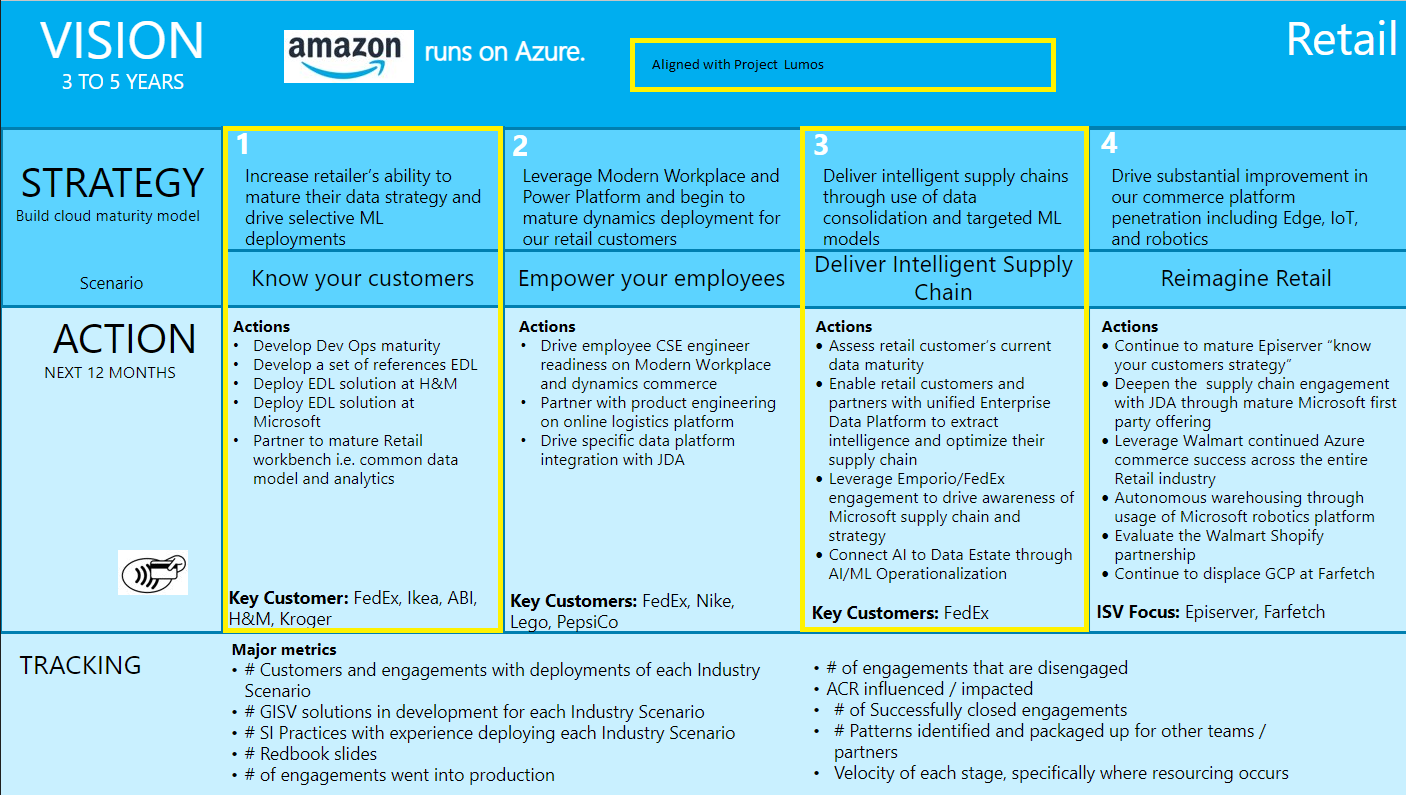 VISION
3 TO 5 YEARS
amazon
runs on Azure.
Aligned with Project Lumos
Retail
STRATEGY
Build cloud maturity model
Scenario
1
Increase retailer's ability to
mature their data strategy and
drive selective ML
deployments
Know your customers
2
Leverage Modern Workplace and
Power Platform and begin to
mature dynamics deployment for
our retail customers
Empower your employees
3
Deliver intelligent supply chains
through use of data
consolidation and targeted ML
models
Deliver Intelligent Supply
Chain
4
Drive substantial improvement in
our commerce platform
penetration including Edge, IoT,
and robotics
Reimagine Retail
ACTION
NEXT 12 MONTHS
Actions
• Develop Dev Ops maturity
• Develop a set of references EDL
• Deploy EDL solution at H&M
• Deploy EDL solution at
Microsoft
• Partner to mature Retail
workbench i.e. common data
model and analytics
Key Customer: FedEx, Ikea, ABI,
H&M, Kroger
Actions
• Drive employee CSE engineer
readiness on Modern Workplace
and dynamics commerce
• Partner with product engineering
on online logistics platform
• Drive specific data platform
integration with JDA
Key Customers: FedEx, Nike,
Lego, PepsiCo
Actions
• Assess retail customer's current
data maturity
• Enable retail customers and
partners with unified Enterprise
Data Platform to extract
intelligence and optimize their
supply chain
• Leverage Emporio/FedEx
engagement to drive awareness of
Microsoft supply chain and
strategy
• Connect AI to Data Estate through
AI/ML Operationalization
Key Customers: FedEx
Actions
• Continue to mature Episerver "know
your customers strategy"
• Deepen the supply chain engagement
with JDA through mature Microsoft first
party offering
• Leverage Walmart continued Azure
commerce success across the entire
Retail industry
• Autonomous warehousing through
usage of Microsoft robotics platform
• Evaluate the Walmart Shopify
partnership
• Continue to displace GCP at Farfetch
ISV Focus: Episerver, Farfetch
TRACKING
Major metrics
• # Customers and engagements with deployments of each Industry
Scenario
• # GISV solutions in development for each Industry Scenario
• # SI Practices with experience deploying each Industry Scenario
• # Redbook slides
• # of engagements went into production
• # of engagements that are disengaged
• ACR influenced / impacted
• # of Successfully closed engagements
• # Patterns identified and packaged up for other teams /
partners
• Velocity of each stage, specifically where resourcing occurs